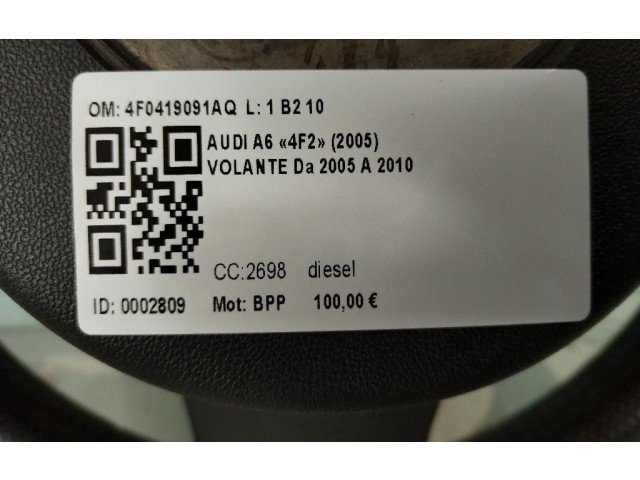 OM: 4F0419091AQ L: 1 B2 10
AUDI A6 «4F2» (2005)
VOLANTE Da 2005 A 2010
CC:2698 diesel
ID: 0002809 Mot: BPP 100,00 €